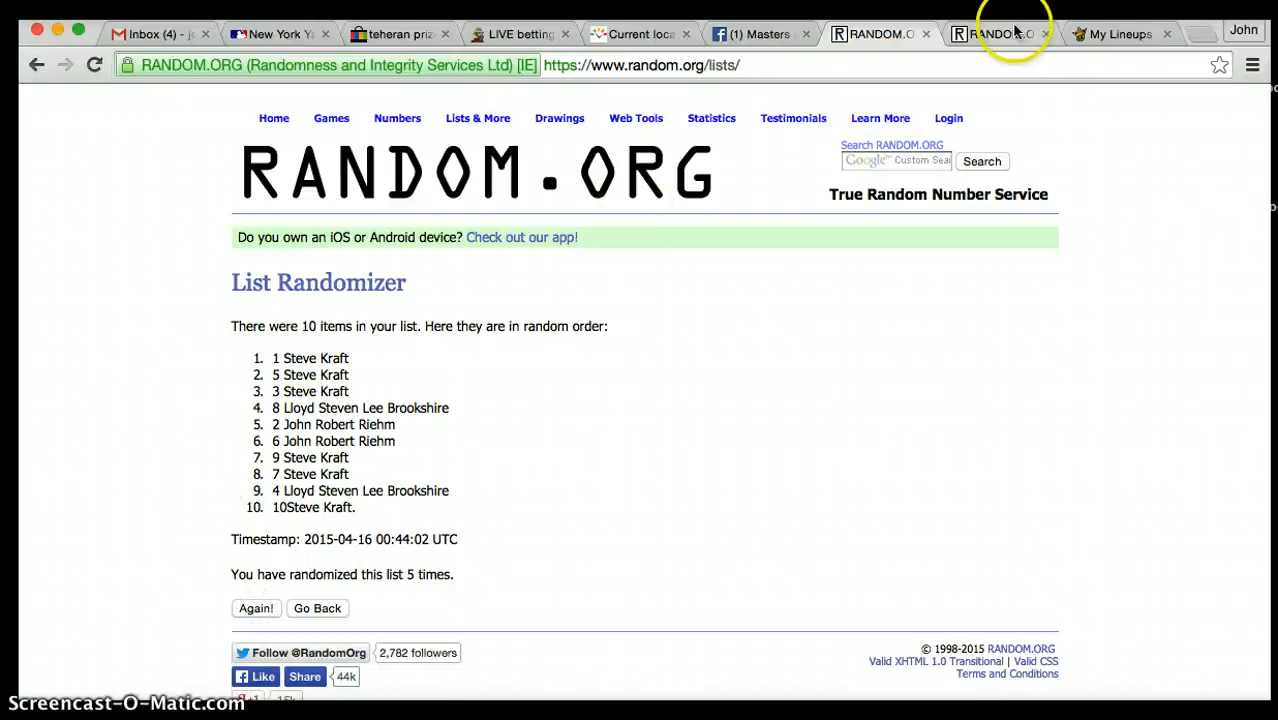 Inbox (4) - j
New York Ya
teheran priz
LIVE betting
Current loca
(1) Masters
RANDOM.O
RANDOM.O
My Lineups
John
RANDOM.ORG (Randomness and Integrity Services Ltd) [IE] https://www.random.org/lists/
Home Games Numbers Lists & More Drawings Web Tools Statistics Testimonials Learn More Login
RANDOM.ORG
Search RANDOM.ORG
Google™ Custom Sear Search
True Random Number Service
Do you own an iOS or Android device? Check out our app!
List Randomizer
There were 10 items in your list. Here they are in random order:
1. 1 Steve Kraft
2. 5 Steve Kraft
3. 3 Steve Kraft
4. 8 Lloyd Steven Lee Brookshire
5. 2 John Robert Riehm
6. 6 John Robert Riehm
7. 9 Steve Kraft
8. 7 Steve Kraft
9. 4 Lloyd Steven Lee Brookshire
10. 10Steve Kraft.
Timestamp: 2015-04-16 00:44:02 UTC
You have randomized this list 5 times.
Again! Go Back
Follow @RandomOrg 2,782 followers
Like Share 44k
© 1998-2015 RANDOM.ORG
Valid XHTML 1.0 Transitional | Valid CSS
Terms and Conditions
Screencast-O-Matic.com